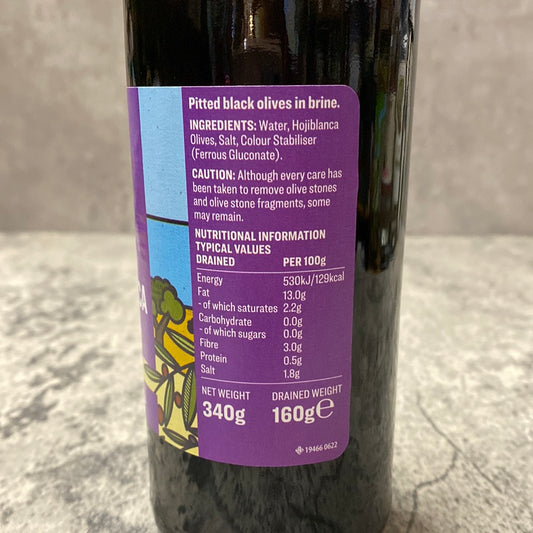 Pitted black olives in brine.
INGREDIENTS: Water, Hojiblanca
Olives, Salt, Colour Stabiliser
(Ferrous Gluconate).
CAUTION: Although every care has
been taken to remove olive stones
and olive stone fragments, some
may remain.
NUTRITIONAL INFORMATION
TYPICAL VALUES
DRAINED PER 100g
Energy 530kJ/129kcal
Fat 13.0g
- of which saturates 2.2g
Carbohydrate 0.0g
- of which sugars 0.0g
Fibre 3.0g
Protein 0.5g
Salt 1.8g
NET WEIGHT DRAINED WEIGHT
340g 160g℮
19466 0622